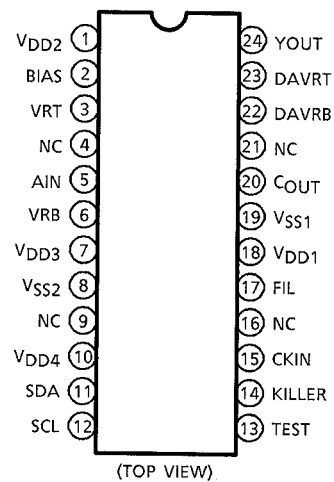 VDD2 1 24 YOUT
BIAS 2 23 DAVRT
VRT 3 22 DAVRB
NC 4 21 NC
AIN 5 20 COUT
VRB 6 19 VSS1
VDD3 7 18 VDD1
VSS2 8 17 FIL
NC 9 16 NC
VDD4 10 15 CKIN
SDA 11 14 KILLER
SCL 12 13 TEST
(TOP VIEW)